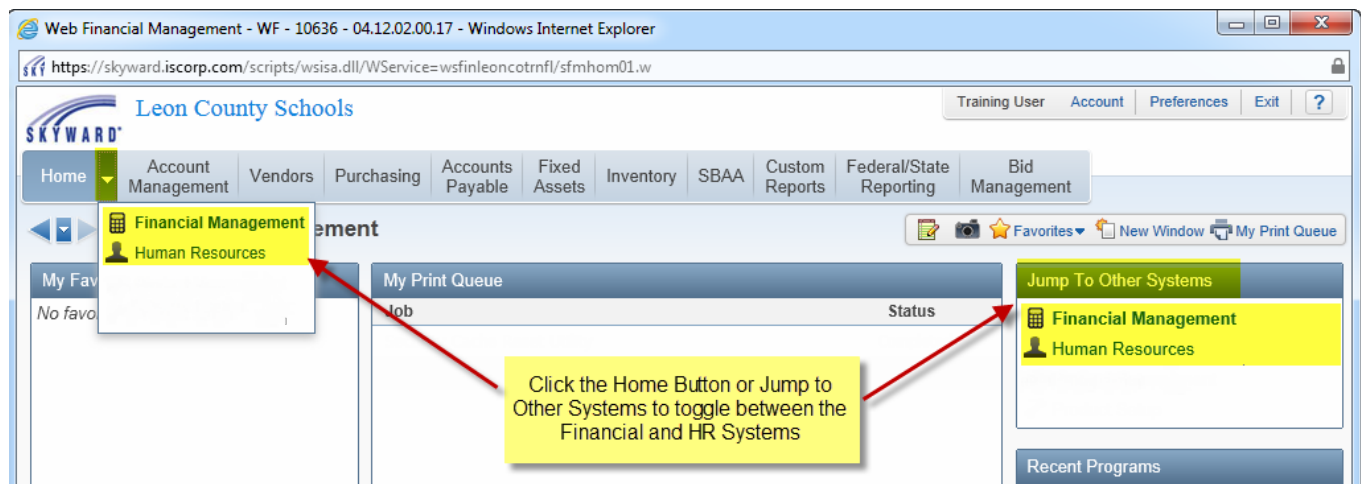 Web Financial Management - WF - 10636 - 04.12.02.00.17 - Windows Internet Explorer
https://skyward.iscorp.com/scripts/wsisa.dll/WService=wsfinleoncotrnfl/sfmhom01.w
SKYWARD
Leon County Schools
Training User Account Preferences Exit ?
Home Account Management Vendors Purchasing Accounts Payable Fixed Assets Inventory SBAA Custom Reports Federal/State Reporting Bid Management
Financial Management
Human Resources
ement
Favorites New Window My Print Queue
My Fav
No favo
My Print Queue
Job Status
Jump To Other Systems
Financial Management
Human Resources
Click the Home Button or Jump to
Other Systems to toggle between the
Financial and HR Systems
Recent Programs